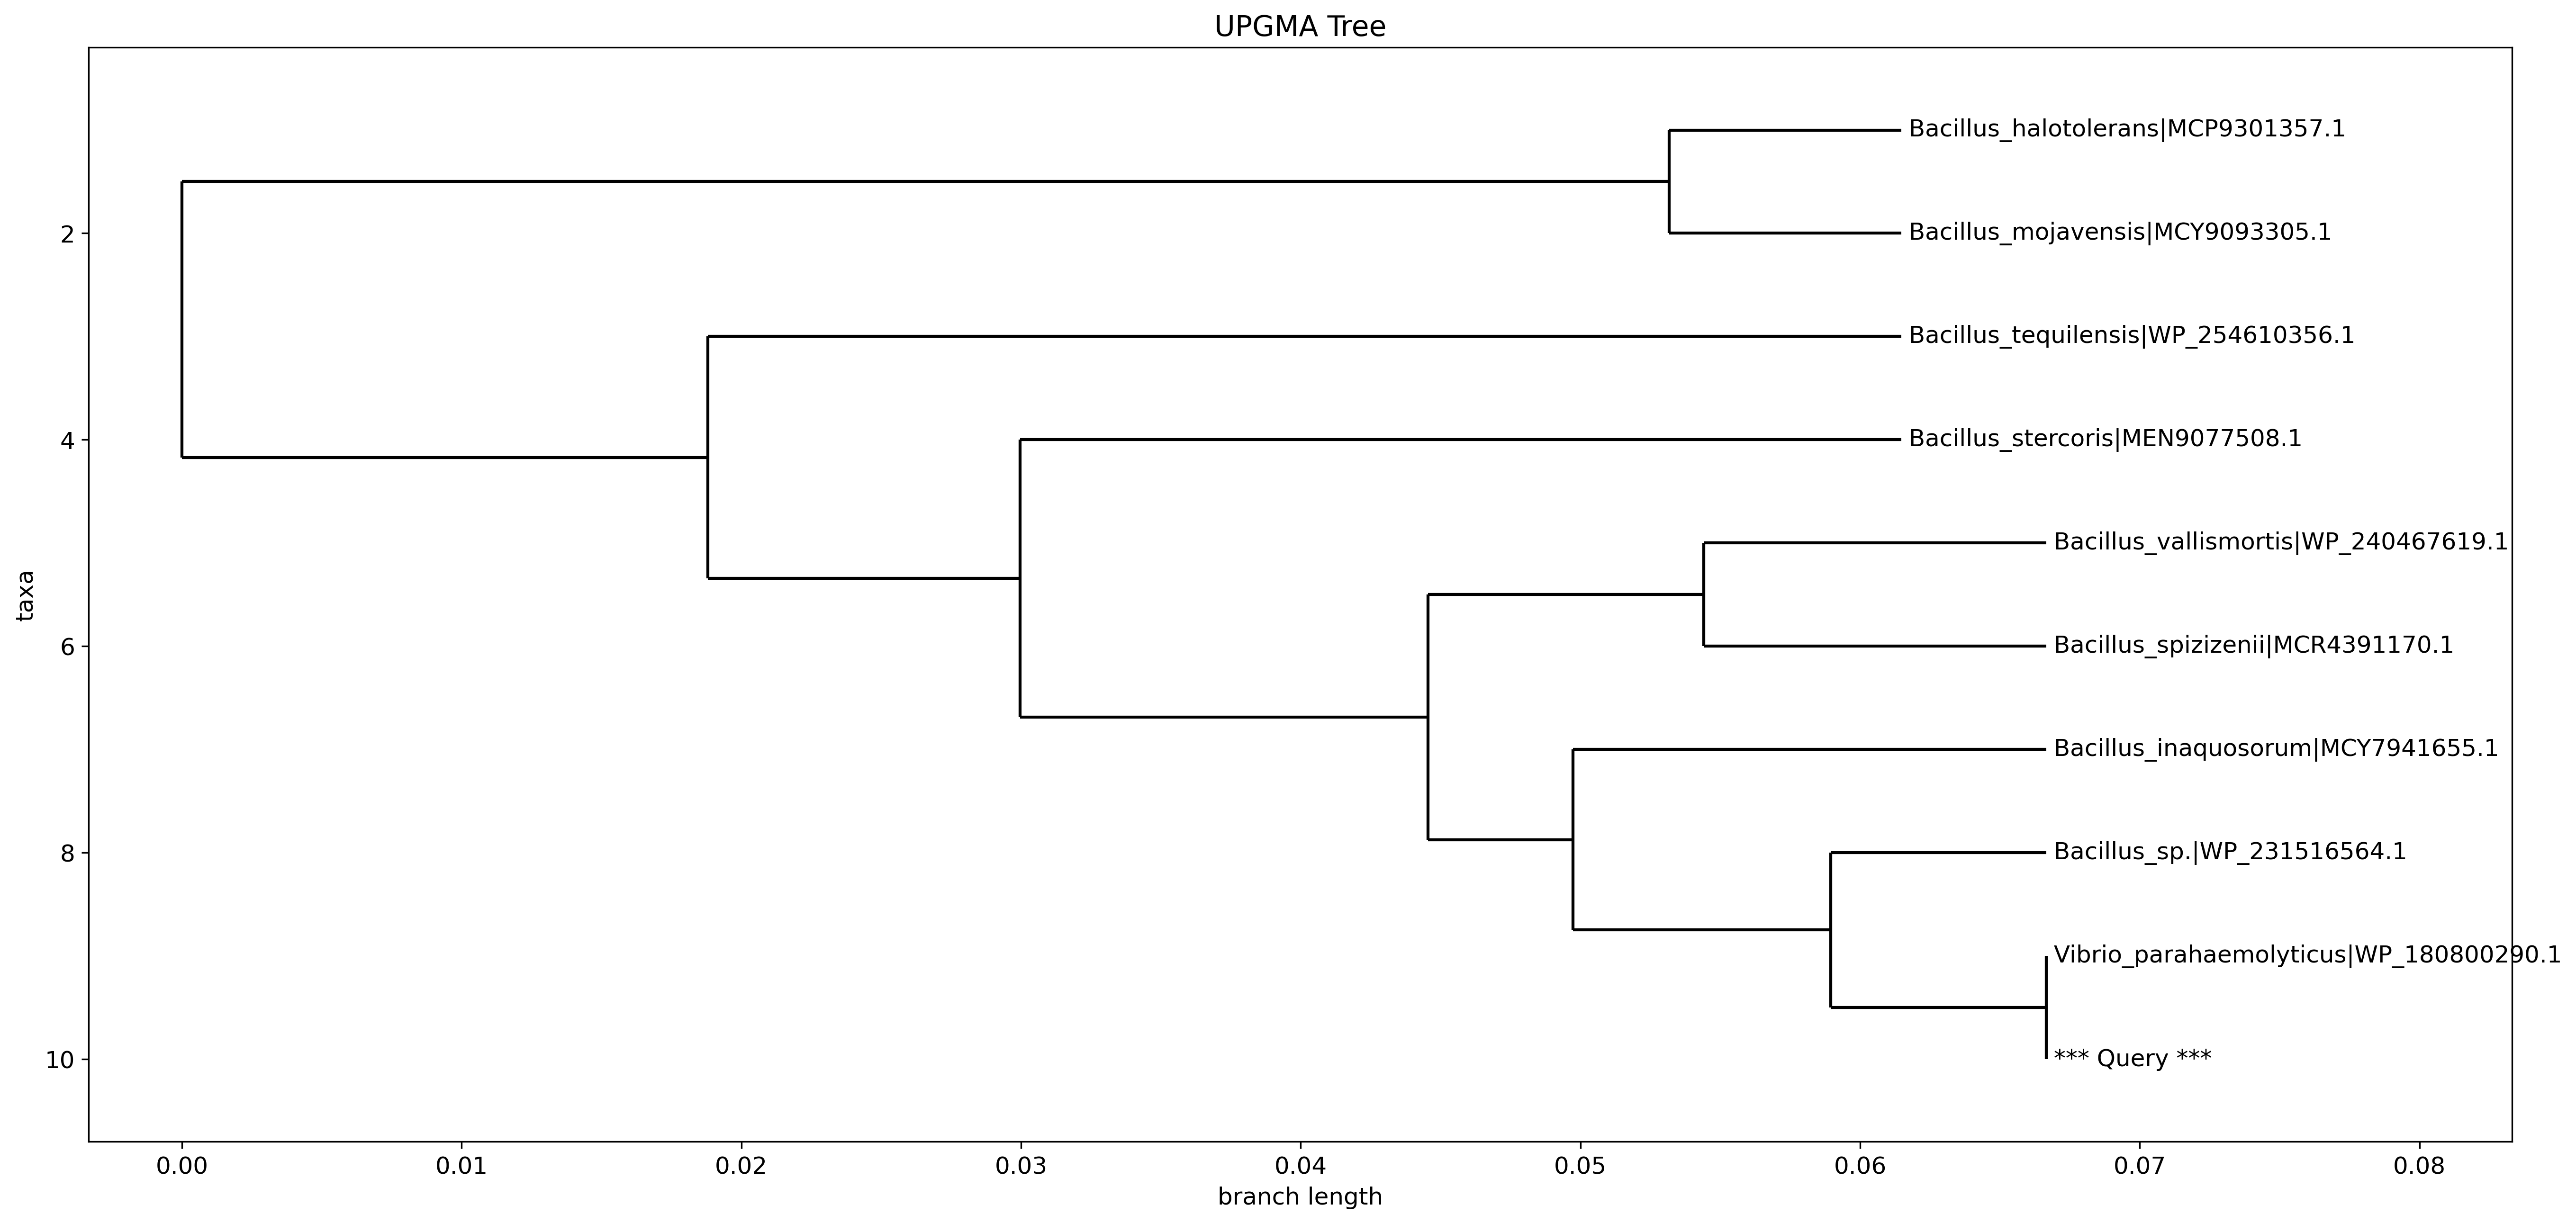 UPGMA Tree
Bacillus_halotolerans|MCP9301357.1
Bacillus_mojavensis|MCY9093305.1
2
Bacillus_tequilensis|WP_254610356.1
4
Bacillus_stercoris|MEN9077508.1
Bacillus_vallismortis|WP_240467619.1
taxa
6
Bacillus_spizizenii|MCR4391170.1
Bacillus_inaquosorum|MCY7941655.1
8
Bacillus_sp.|WP_231516564.1
Vibrio_parahaemolyticus|WP_180800290.1
10
*** Query ***
0.00 0.01 0.02 0.03 0.04 0.05 0.06 0.07 0.08
branch length